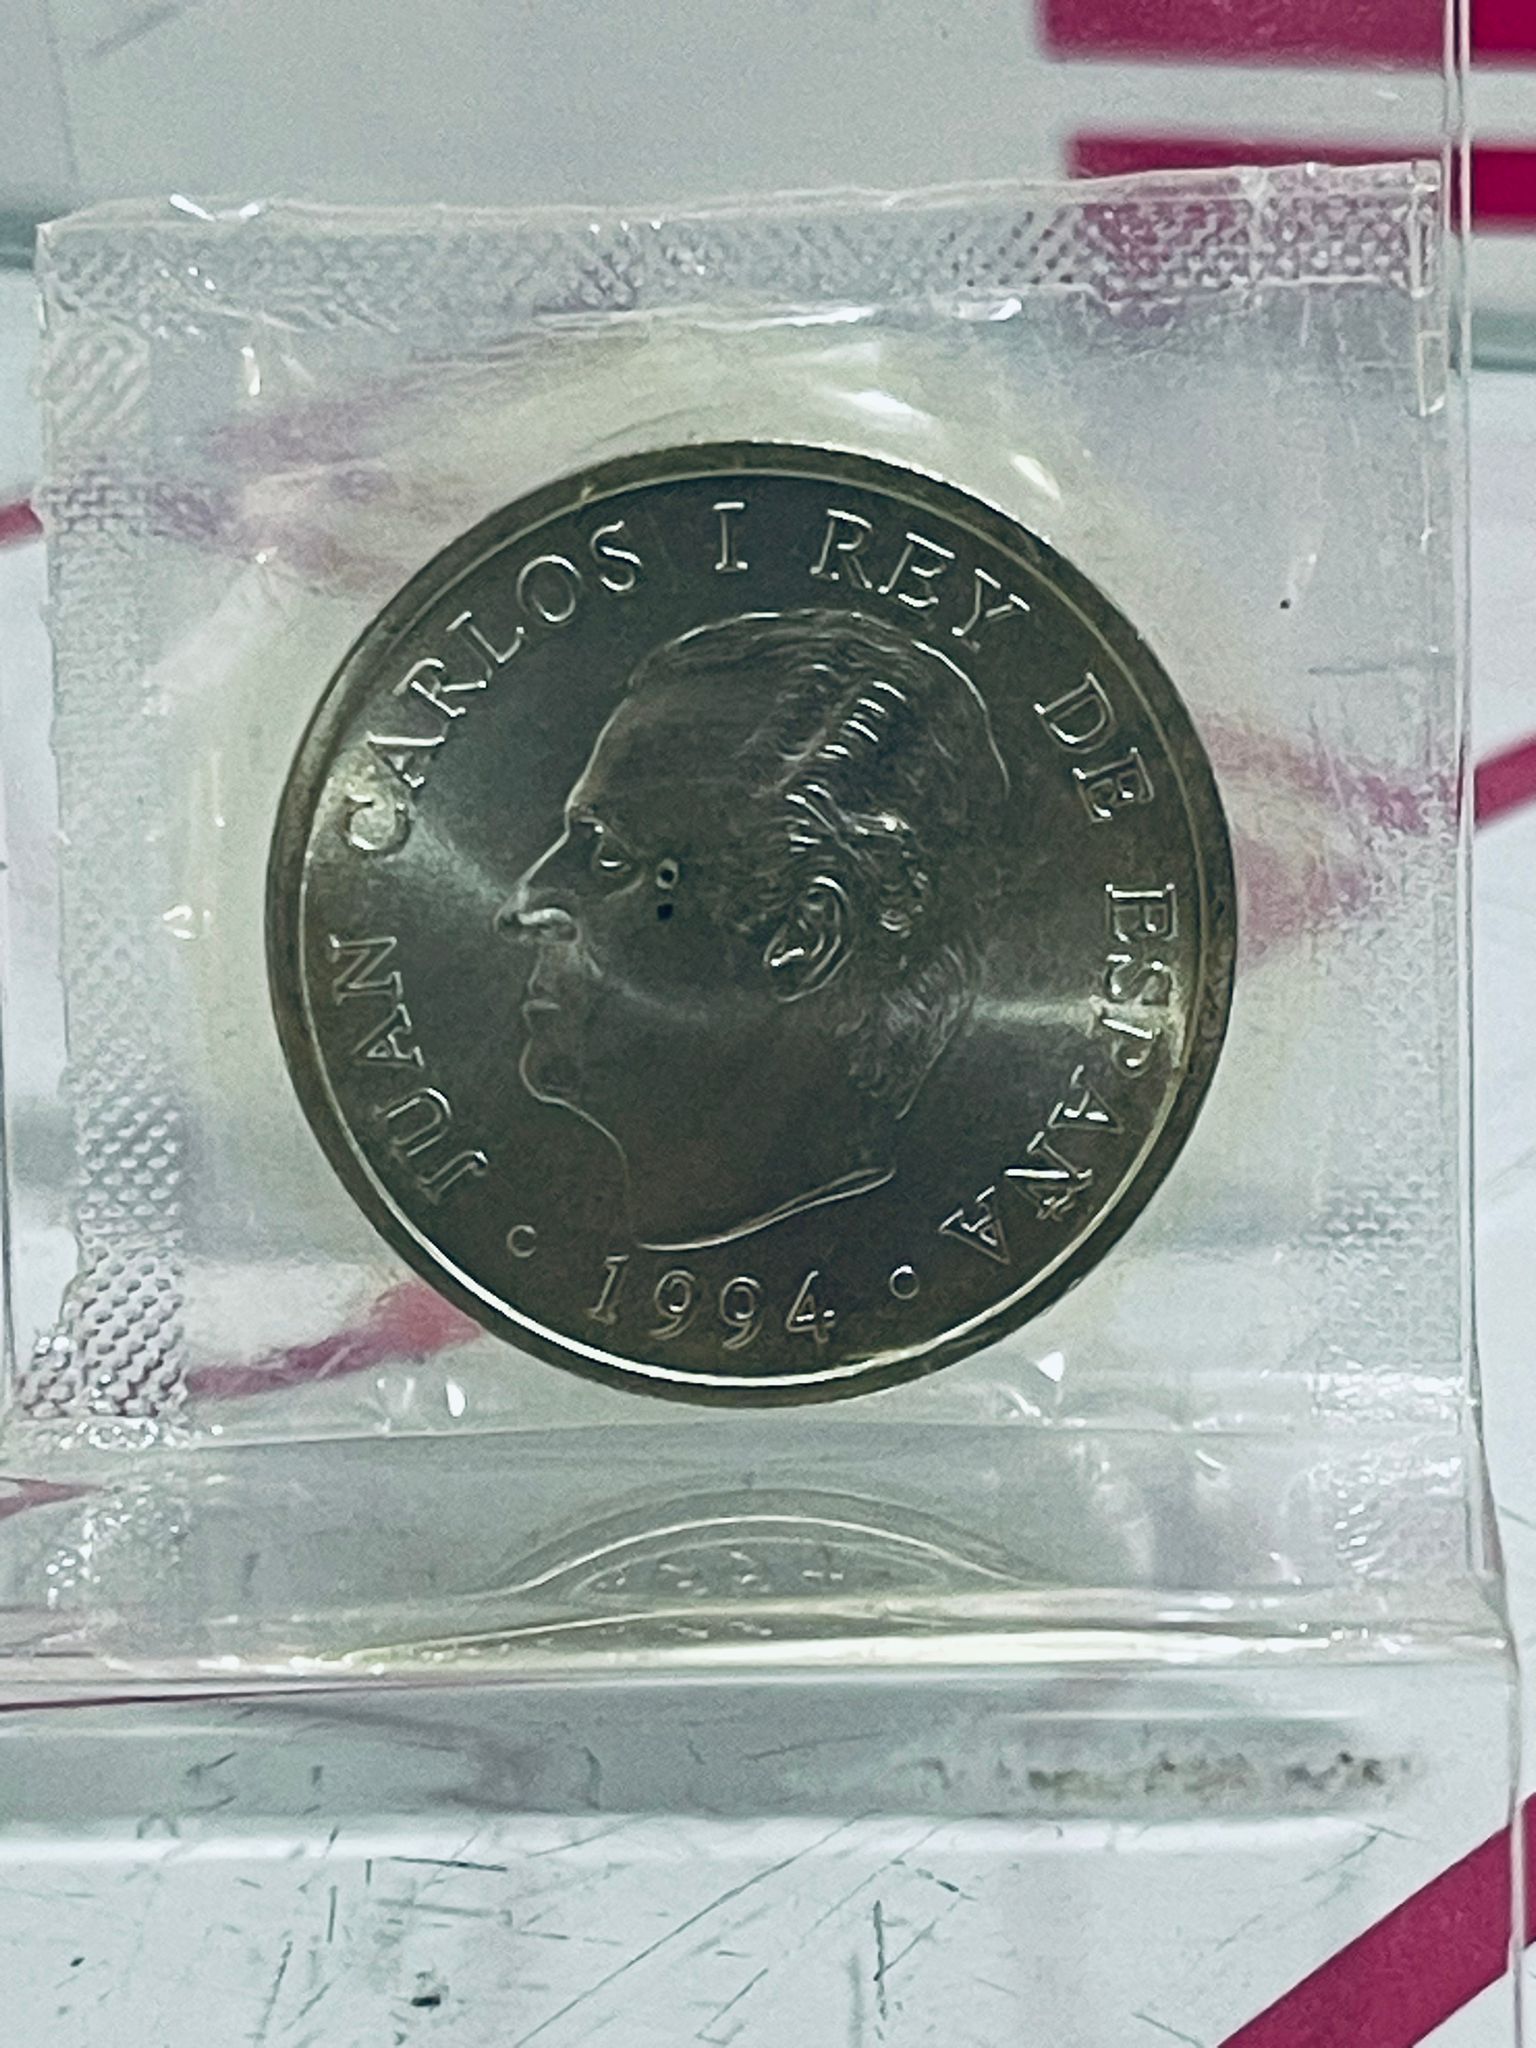 JUAN CARLOS I REY DE ESPAÑA
1994